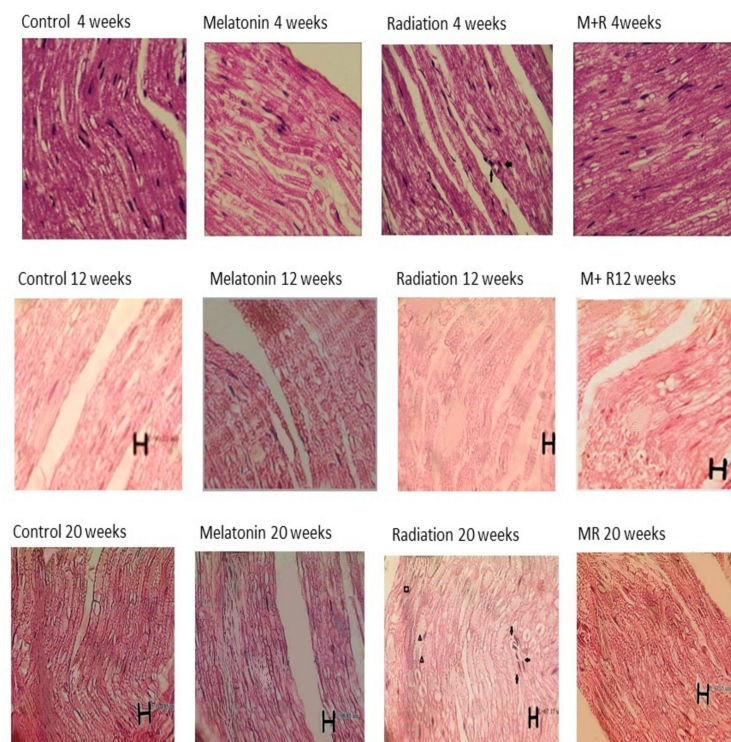 Control 4 weeks
Melatonin 4 weeks
Radiation 4 weeks
M+R 4weeks
Control 12 weeks
Melatonin 12 weeks
Radiation 12 weeks
M+ R12 weeks
H
H
H
Control 20 weeks
Melatonin 20 weeks
Radiation 20 weeks
MR 20 weeks
H
H
H
H